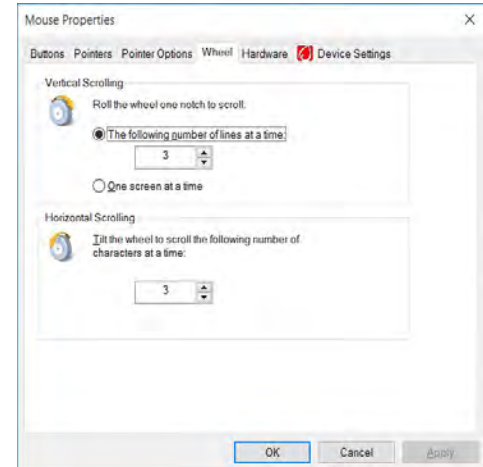 Mouse Properties
Buttons Pointers Pointer Options Wheel Hardware Device Settings
Vertical Scrolling
Roll the wheel one notch to scroll:
The following number of lines at a time:
3
One screen at a time
Horizontal Scrolling
Tilt the wheel to scroll the following number of
characters at a time:
3
OK Cancel Apply